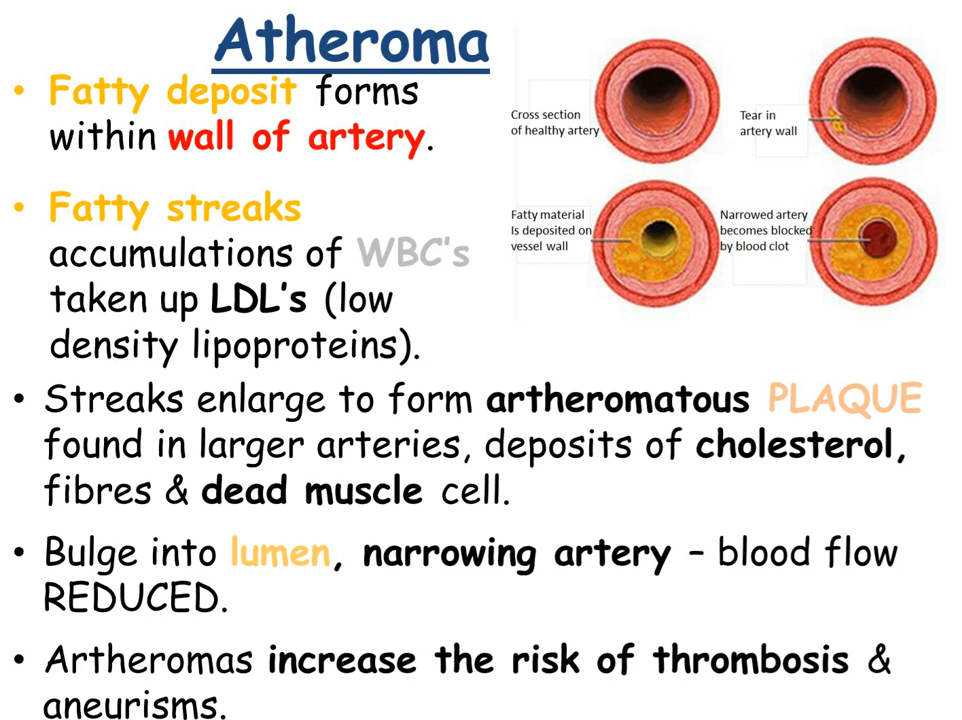 Atheroma
• Fatty deposit forms
within wall of artery.
• Fatty streaks
accumulations of WBC's
taken up LDL's (low
density lipoproteins).
Cross section
of healthy artery
Tear in
artery wall
Fatty material
Is deposited on
vessel wall
Narrowed artery
becomes blocked
by blood clot
• Streaks enlarge to form artheromatous PLAQUE
found in larger arteries, deposits of cholesterol,
fibres & dead muscle cell.
• Bulge into lumen, narrowing artery – blood flow
REDUCED.
• Artheromas increase the risk of thrombosis &
aneurisms.